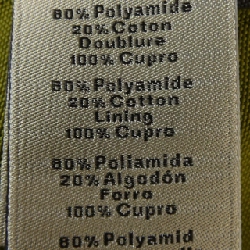 80% Polyamide
20% Coton
Doublure
100% Cupro
80% Polyamide
20% Cotton
Lining
100% Cupro
80% Poliamida
20% Algodón
Forro
100% Cupro
80% Polyamid